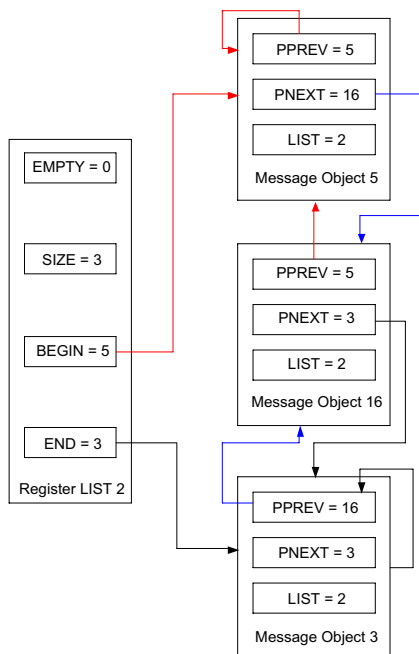 EMPTY = 0
SIZE = 3
BEGIN = 5
END = 3
Register LIST 2
PPREV = 5
PNEXT = 16
LIST = 2
Message Object 5
PPREV = 5
PNEXT = 3
LIST = 2
Message Object 16
PPREV = 16
PNEXT = 3
LIST = 2
Message Object 3